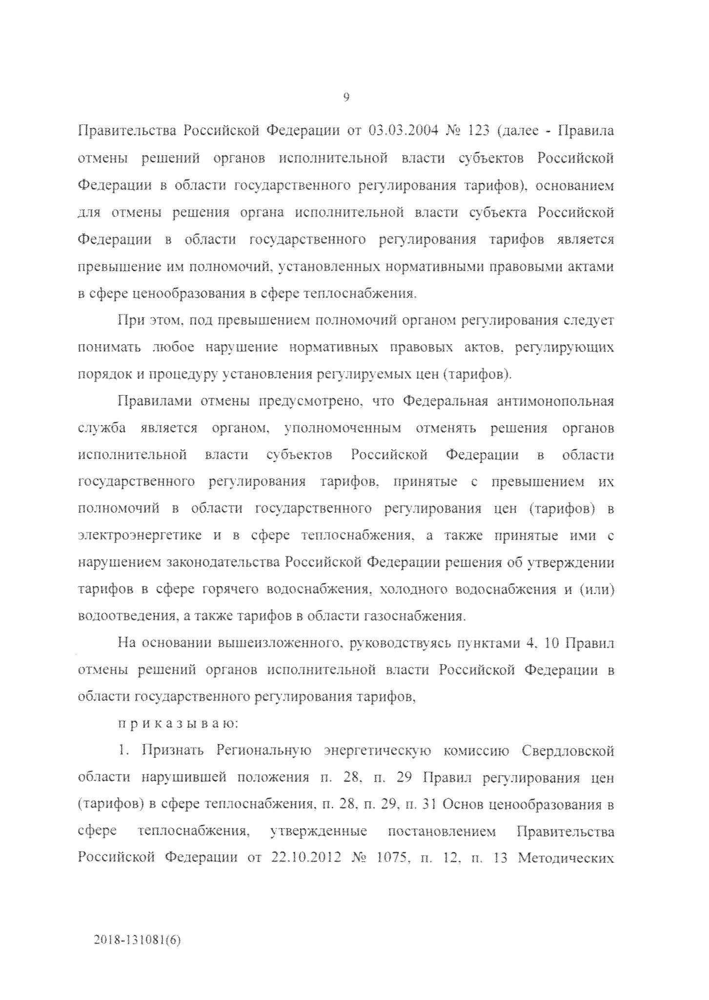 9
Правительства Российской Федерации от 03.03.2004 № 123 (далее - Правила
отмены решений органов исполнительной власти субъектов Российской
Федерации в области государственного регулирования тарифов), основанием
для отмены решения органа исполнительной власти субъекта Российской
Федерации в области государственного регулирования тарифов является
превышение им полномочий, установленных нормативными правовыми актами
в сфере ценообразования в сфере теплоснабжения.
При этом, под превышением полномочий органом регулирования следует
понимать любое нарушение нормативных правовых актов, регулирующих
порядок и процедуру установления регулируемых цен (тарифов).
Правилами отмены предусмотрено, что Федеральная антимонопольная
служба является органом, уполномоченным отменять решения органов
исполнительной власти субъектов Российской Федерации в области
государственного регулирования тарифов, принятые с превышением их
полномочий в области государственного регулирования цен (тарифов) в
электроэнергетике и в сфере теплоснабжения, а также принятые ими с
нарушением законодательства Российской Федерации решения об утверждении
тарифов в сфере горячего водоснабжения, холодного водоснабжения и (или)
водоотведения, а также тарифов в области газоснабжения.
На основании вышеизложенного, руководствуясь пунктами 4, 10 Правил
отмены решений органов исполнительной власти Российской Федерации в
области государственного регулирования тарифов,
п р и к а з ы в а ю:
1. Признать Региональную энергетическую комиссию Свердловской
области нарушившей положения п. 28, п. 29 Правил регулирования цен
(тарифов) в сфере теплоснабжения, п. 28, п. 29, п. 31 Основ ценообразования в
сфере теплоснабжения, утвержденные постановлением Правительства
Российской Федерации от 22.10.2012 № 1075, п. 12, п. 13 Методических
2018-131081(6)